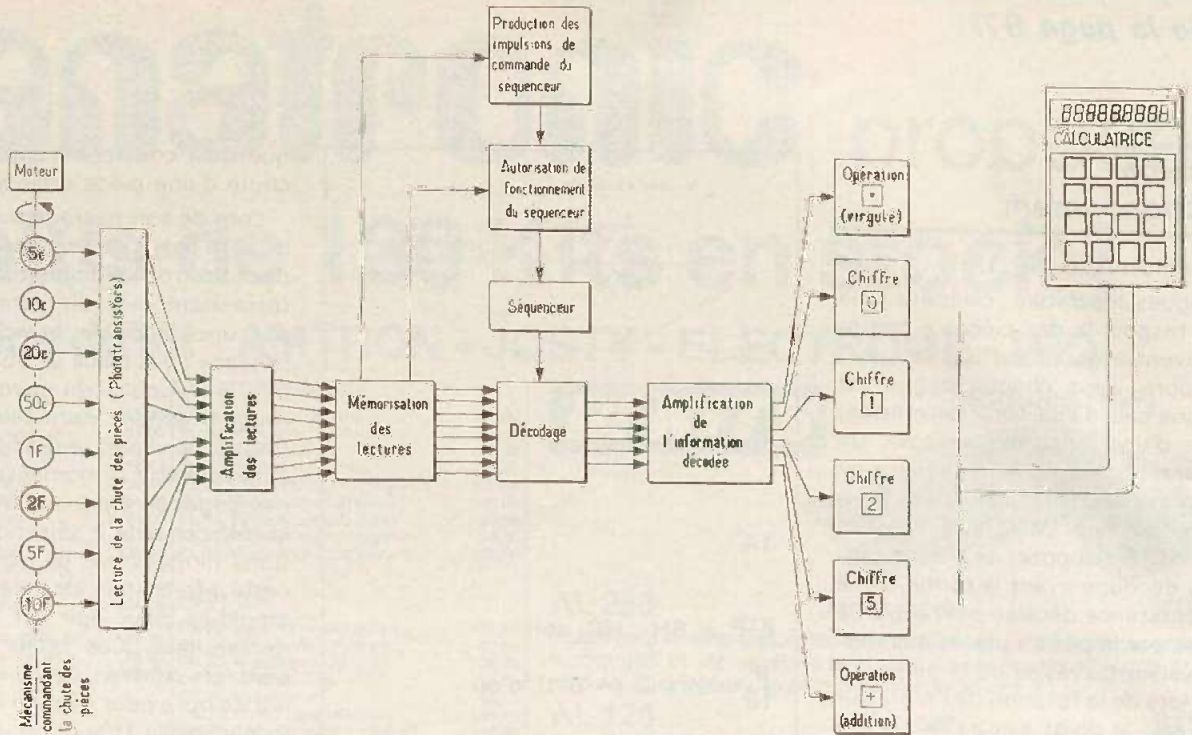 Moteur
5c
10c
20c
50c
1F
2F
5F
10F
Mécanisme
commandant
la chute des
pièces
Lecture de la chute des pièces (Phototransistors)
Amplification
des lectures
Mémorisation
des
lectures
Production des
impulsions de
commande du
séquenceur
Autorisation de
fonctionnement
du séquenceur
Séquenceur
Décodage
Amplification
de
l'information
décodée
Opération
(virgule)
Chiffre
0
Chiffre
1
Chiffre
2
Chiffre
5
Opération
+
(addition)
CALCULATRICE